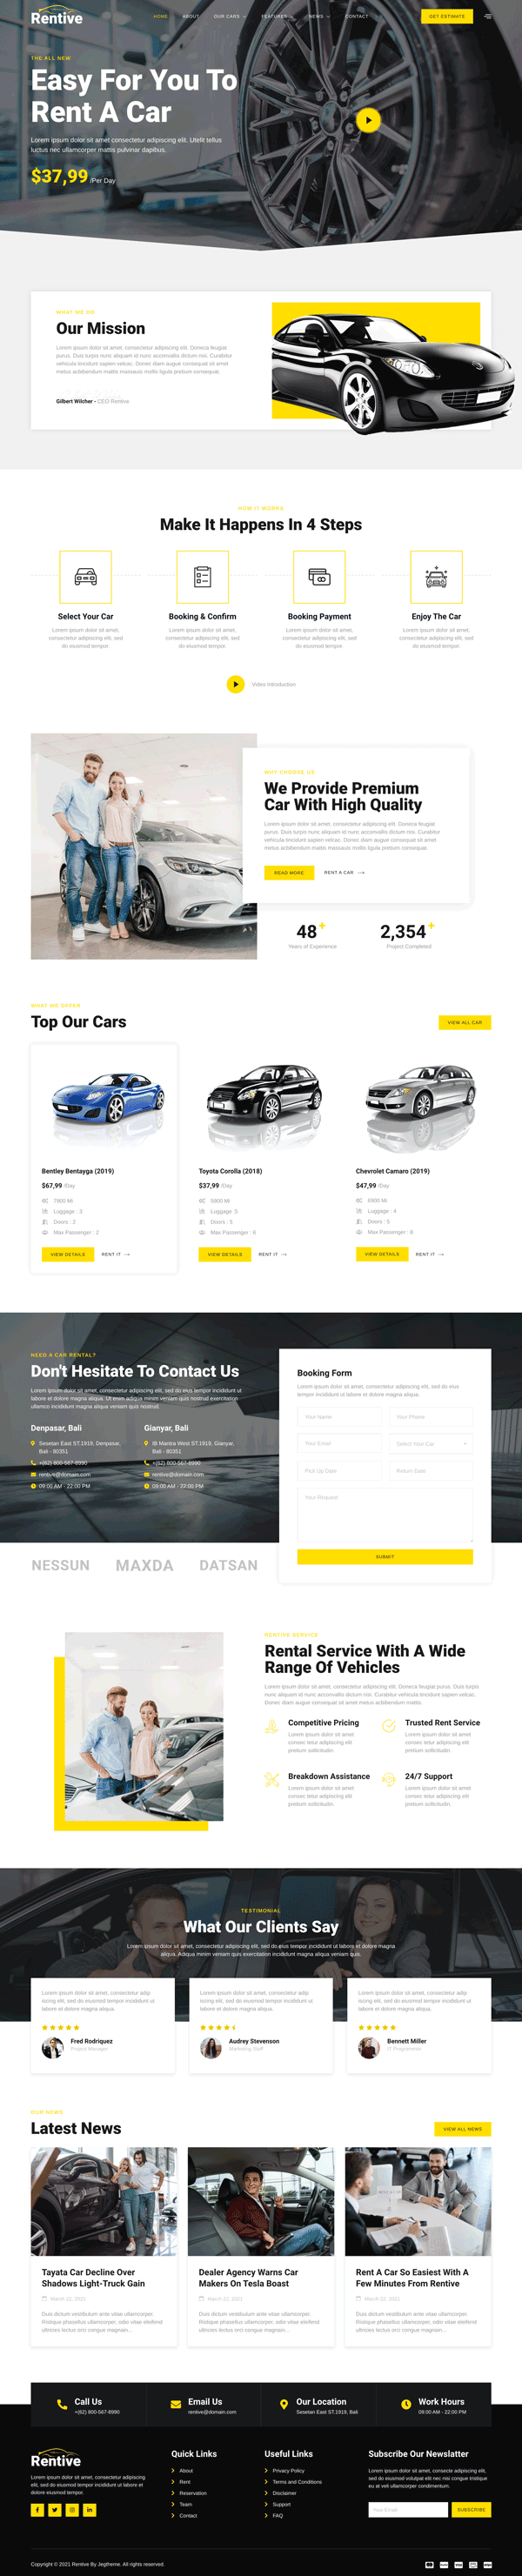 Rentive
HOME ABOUT OUR CARS FEATURES NEWS CONTACT
GET ESTIMATE
THE ALL NEW
Easy For You To
Rent A Car
Lorem ipsum dolor sit amet consectetur adipiscing elit. Utelit tellus
luctus nec ullamcorper mattis pulvinar dapibus.
$37,99 /Per Day
WHAT WE DO
Our Mission
Lorem ipsum dolor sit amet, consectetur adipiscing elit. Doneca feugiat
purus. Duis turpis nunc aliquam id nunc accomvallis dictum nisi. Curabitur
vehicula tincidunt sapien velcac. Donec diam augue consequat sit amet
metus acbibendum mattis massauis mollis ligula pretium consequat.
Gilbert Wilcher - CEO Rentive
HOW IT WORKS
Make It Happens In 4 Steps
Select Your Car
Lorem ipsum dolor sit amet,
consectetur adipiscing elit, sed
do eiusmod tempor.
Booking & Confirm
Lorem ipsum dolor sit amet,
consectetur adipiscing elit, sed
do eiusmod tempor.
Booking Payment
Lorem ipsum dolor sit amet,
consectetur adipiscing elit, sed
do eiusmod tempor.
Enjoy The Car
Lorem ipsum dolor sit amet,
consectetur adipiscing elit, sed
do eiusmod tempor.
Video Introduction
WHY CHOOSE US
We Provide Premium
Car With High Quality
Lorem ipsum dolor sit amet, consectetur adipiscing elit. Doneca feugiat
purus. Duis turpis nunc aliquam id nunc accomvallis dictum nisi. Curabitur
vehicula tincidunt sapien velcac. Donec diam augue consequat sit amet
metus acbibendum mattis massauis mollis ligula pretium consequat.
READ MORE RENT A CAR
48+
Years of Experience
2,354+
Project Completed
WHAT WE OFFER
Top Our Cars
VIEW ALL CAR
Bentley Bentayga (2019)
$67,99 /Day
7900 Mi
Luggage : 3
Doors : 2
Max Passenger : 2
VIEW DETAILS RENT IT
Toyota Corolla (2018)
$37,99 /Day
5900 Mi
Luggage :5
Doors : 5
Max Passenger : 6
VIEW DETAILS RENT IT
Chevrolet Camaro (2019)
$47,99 /Day
6900 Mi
Luggage : 4
Doors : 5
Max Passenger : 8
VIEW DETAILS RENT IT
NEED A CAR RENTAL?
Don't Hesitate To Contact Us
Lorem ipsum dolor sit amet, consectetur adipiscing elit, sed do eius tempor incididunt ut
labore et dolore magna aliqua. Ut enim adiqua minim veniam quis nostrud exercitation
ullamco incididunt magna aliqua veniam quis nostrud.
Denpasar, Bali
Sesetan East ST.1919, Denpasar,
Bali - 80351
+(62) 800-567-8990
rentive@domain.com
09:00 AM - 22:00 PM
Gianyar, Bali
IB Mantra West ST.1919, Gianyar,
Bali - 80351
+(62) 800-567-8990
rentive@domain.com
09:00 AM - 22:00 PM
Booking Form
Lorem ipsum dolor sit amet, consectetur adipiscing elit, sed do eius
tempor incididunt ut labore et dolore magna aliqua.
Your Name Your Phone
Your Email Select Your Car
Pick Up Date Return Date
Your Request
SUBMIT
NESSUN MAXDA DATSAN
RENTIVE SERVICE
Rental Service With A Wide
Range Of Vehicles
Lorem ipsum dolor sit amet, consectetur adipiscing elit. Doneca feugiat purus. Duis turpis
nunc aliquam id nunc accomvallis dictum nisi. Curabitur vehicula tincidunt sapien velcac.
Donec diam augue consequat sit amet metus acbibendum mattis.
Competitive Pricing
Lorem ipsum dolor sit amet
consec tetur adipiscing elit
pretium sollicitudin.
Trusted Rent Service
Lorem ipsum dolor sit amet
consec tetur adipiscing elit
pretium sollicitudin.
Breakdown Assistance
Lorem ipsum dolor sit amet
consec tetur adipiscing elit
pretium sollicitudin.
24/7 Support
Lorem ipsum dolor sit amet
consec tetur adipiscing elit
pretium sollicitudin.
TESTIMONIAL
What Our Clients Say
Lorem ipsum dolor sit amet, consectetur adipiscing elit, sed do eius tempor incididunt ut labore et dolore magna
aliqua. Adiqua minim veniam quis exercitation incididunt magna aliqua veniam quis.
Lorem ipsum dolor sit amet, consectetur adip
iscing elit, sed do eiusmod tempor incididunt ut
labore et dolore magna aliqua.
Fred Rodriquez
Project Manager
Lorem ipsum dolor sit amet, consectetur adip
iscing elit, sed do eiusmod tempor incididunt ut
labore et dolore magna aliqua.
Audrey Stevenson
Marketing Staff
Lorem ipsum dolor sit amet, consectetur adip
iscing elit, sed do eiusmod tempor incididunt ut
labore et dolore magna aliqua.
Bennett Miller
IT Programmer
OUR NEWS
Latest News
VIEW ALL NEWS
Tayata Car Decline Over
Shadows Light-Truck Gain
March 22, 2021
Duis dictum vestibulum ante vitae ullamcorper.
Ristique phasellus ullamcorper, odio vitae eleifend
ultricies lectus orci congue magnain...
Dealer Agency Warns Car
Makers On Tesla Boast
March 22, 2021
Duis dictum vestibulum ante vitae ullamcorper.
Ristique phasellus ullamcorper, odio vitae eleifend
ultricies lectus orci congue magnain...
Rent A Car So Easiest With A
Few Minutes From Rentive
March 22, 2021
Duis dictum vestibulum ante vitae ullamcorper.
Ristique phasellus ullamcorper, odio vitae eleifend
ultricies lectus orci congue magnain...
Call Us
+(62) 800-567-8990
Email Us
rentive@domain.com
Our Location
Sesetan East ST.1919, Bali
Work Hours
09:00 AM - 22:00 PM
Rentive
Lorem ipsum dolor sit amet, consectetur adipiscing
elit, sed do eiusmod tempor incididunt ut labore et
dolore eiusmod tempor.
Quick Links
About
Rent
Reservation
Team
Contact
Useful Links
Privacy Policy
Terms and Conditions
Disclaimer
Support
FAQ
Subscribe Our Newsletter
Lorem ipsum dolor sit amet, consecte adipiscing elit,
sed do eiusmod volutpat elit nec nisi congue tristique
eu at veli ullamcorper condimentum.
Your Email SUBSCRIBE
Copyright © 2021 Rentive By Jegtheme. All rights reserved.